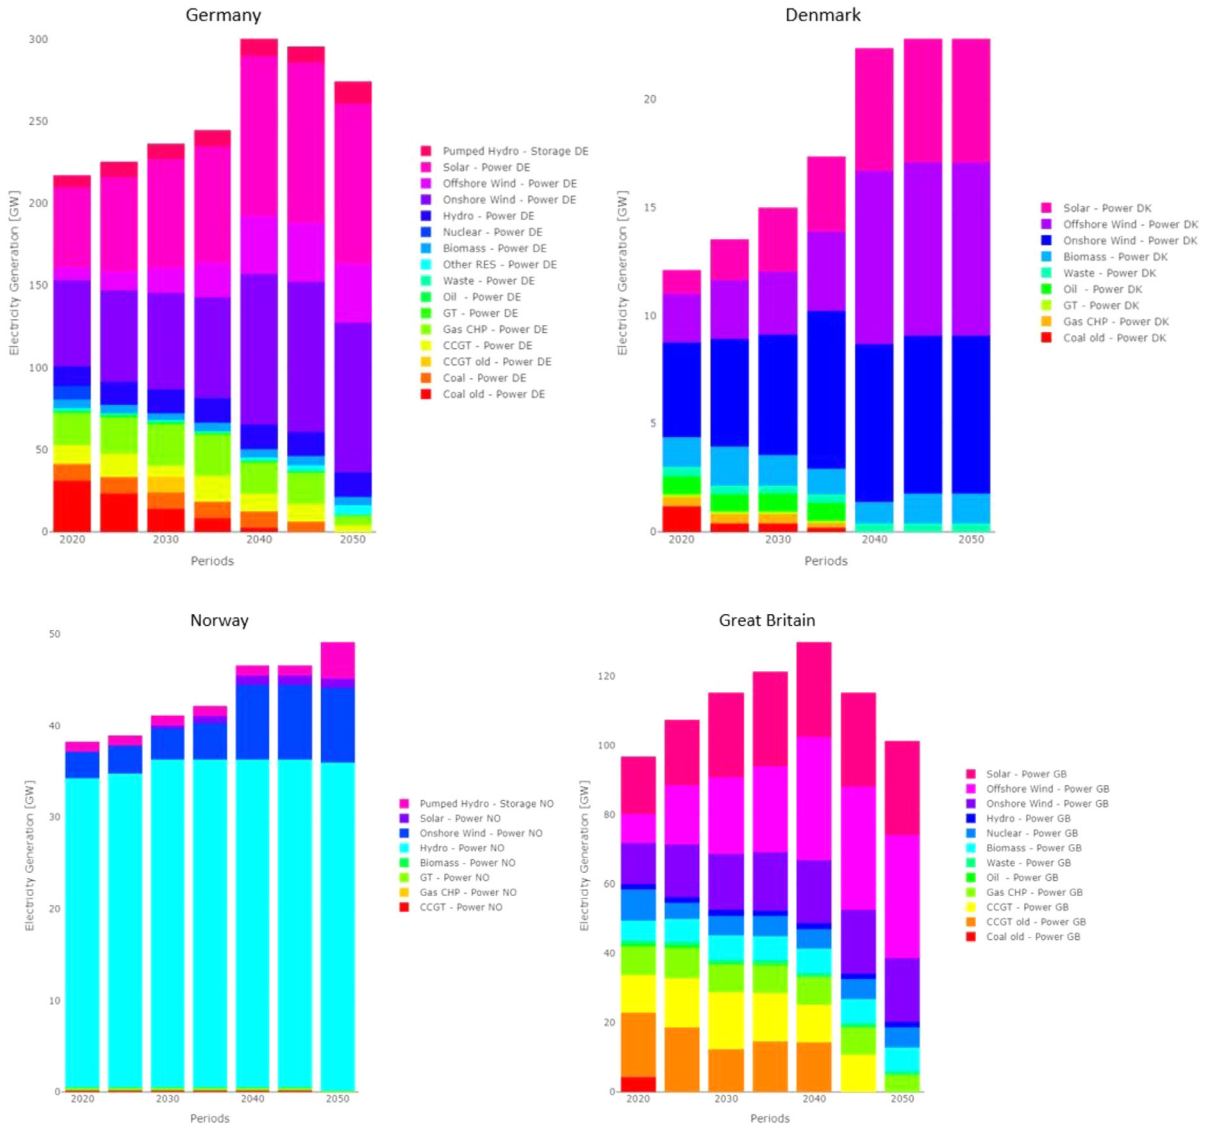 Germany
Electricity Generation [GW]
300
250
200
150
100
50
0
2020
2030
2040
2050
Periods
Pumped Hydro - Storage DE
Solar - Power DE
Offshore Wind - Power DE
Onshore Wind - Power DE
Hydro - Power DE
Nuclear - Power DE
Biomass - Power DE
Other RES - Power DE
Waste - Power DE
Oil - Power DE
GT - Power DE
Gas CHP - Power DE
CCGT - Power DE
CCGT old - Power DE
Coal - Power DE
Coal old - Power DE
Denmark
Electricity Generation [GW]
20
15
10
5
0
2020
2030
2040
2050
Periods
Solar - Power DK
Offshore Wind - Power DK
Onshore Wind - Power DK
Biomass - Power DK
Waste - Power DK
Oil - Power DK
GT - Power DK
Gas CHP - Power DK
Coal old - Power DK
Norway
Electricity Generation [GW]
50
40
30
20
10
0
2020
2030
2040
2050
Periods
Pumped Hydro - Storage NO
Solar - Power NO
Onshore Wind - Power NO
Hydro - Power NO
Biomass - Power NO
GT - Power NO
Gas CHP - Power NO
CCGT - Power NO
Great Britain
Electricity Generation [GW]
120
100
80
60
40
20
0
2020
2030
2040
2050
Periods
Solar - Power GB
Offshore Wind - Power GB
Onshore Wind - Power GB
Hydro - Power GB
Nuclear - Power GB
Biomass - Power GB
Waste - Power GB
Oil - Power GB
Gas CHP - Power GB
CCGT - Power GB
CCGT old - Power GB
Coal old - Power GB